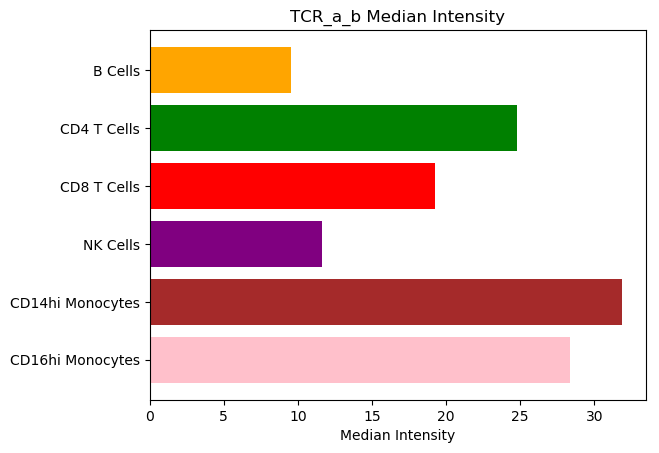 TCR_a_b Median Intensity
B Cells
CD4 T Cells
CD8 T Cells
NK Cells
CD14hi Monocytes
CD16hi Monocytes
0 5 10 15 20 25 30
Median Intensity